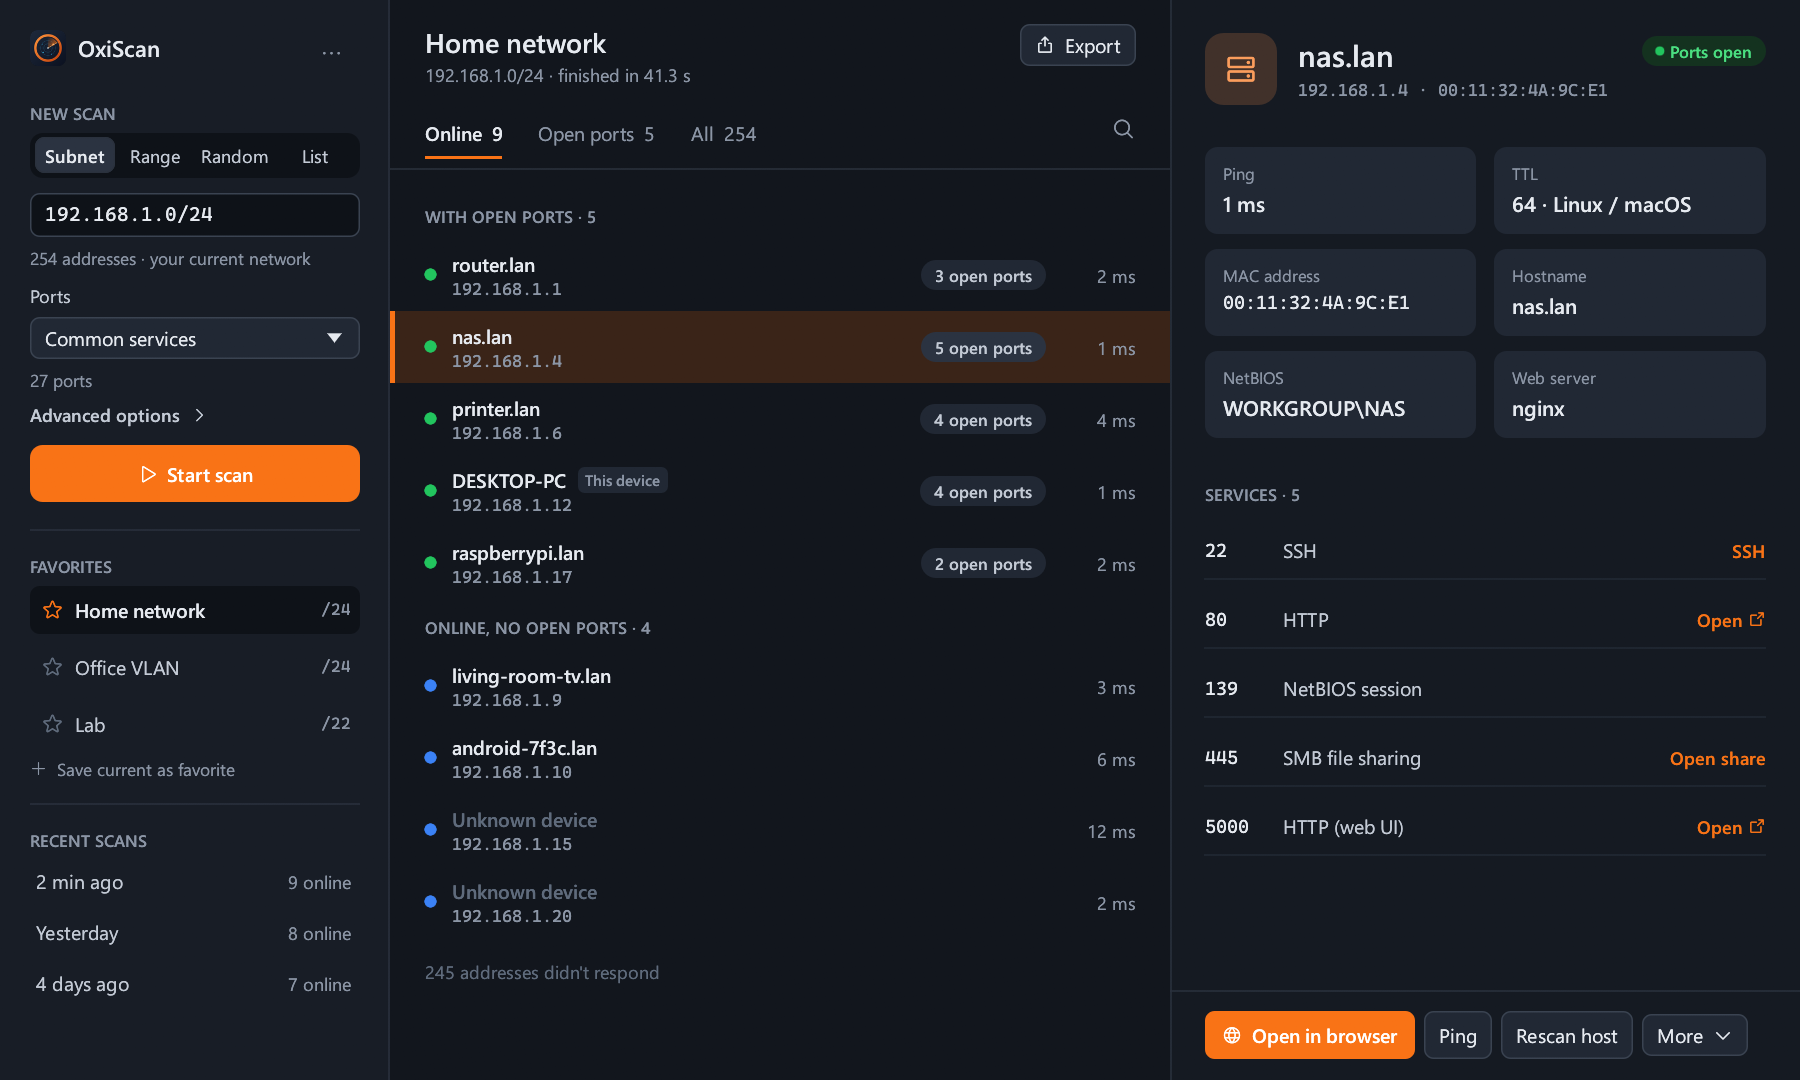 OxiScan
...
NEW SCAN
Subnet Range Random List
192.168.1.0/24
254 addresses · your current network
Ports
Common services
27 ports
Advanced options
Start scan
FAVORITES
Home network /24
Office VLAN /24
Lab /22
Save current as favorite
RECENT SCANS
2 min ago 9 online
Yesterday 8 online
4 days ago 7 online
Home network
192.168.1.0/24 · finished in 41.3 s
Export
Online 9 Open ports 5 All 254
WITH OPEN PORTS · 5
router.lan
192.168.1.1
3 open ports 2 ms
nas.lan
192.168.1.4
5 open ports 1 ms
printer.lan
192.168.1.6
4 open ports 4 ms
DESKTOP-PC This device
192.168.1.12
4 open ports 1 ms
raspberrypi.lan
192.168.1.17
2 open ports 2 ms
ONLINE, NO OPEN PORTS · 4
living-room-tv.lan
192.168.1.9
3 ms
android-7f3c.lan
192.168.1.10
6 ms
Unknown device
192.168.1.15
12 ms
Unknown device
192.168.1.20
2 ms
245 addresses didn't respond
nas.lan
192.168.1.4 · 00:11:32:4A:9C:E1
Ports open
Ping
1 ms
TTL
64 · Linux / macOS
MAC address
00:11:32:4A:9C:E1
Hostname
nas.lan
NetBIOS
WORKGROUP\NAS
Web server
nginx
SERVICES · 5
22 SSH SSH
80 HTTP Open
139 NetBIOS session
445 SMB file sharing Open share
5000 HTTP (web UI) Open
Open in browser Ping Rescan host More